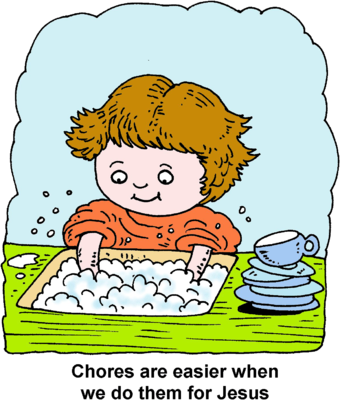 Chores are easier when
we do them for Jesus